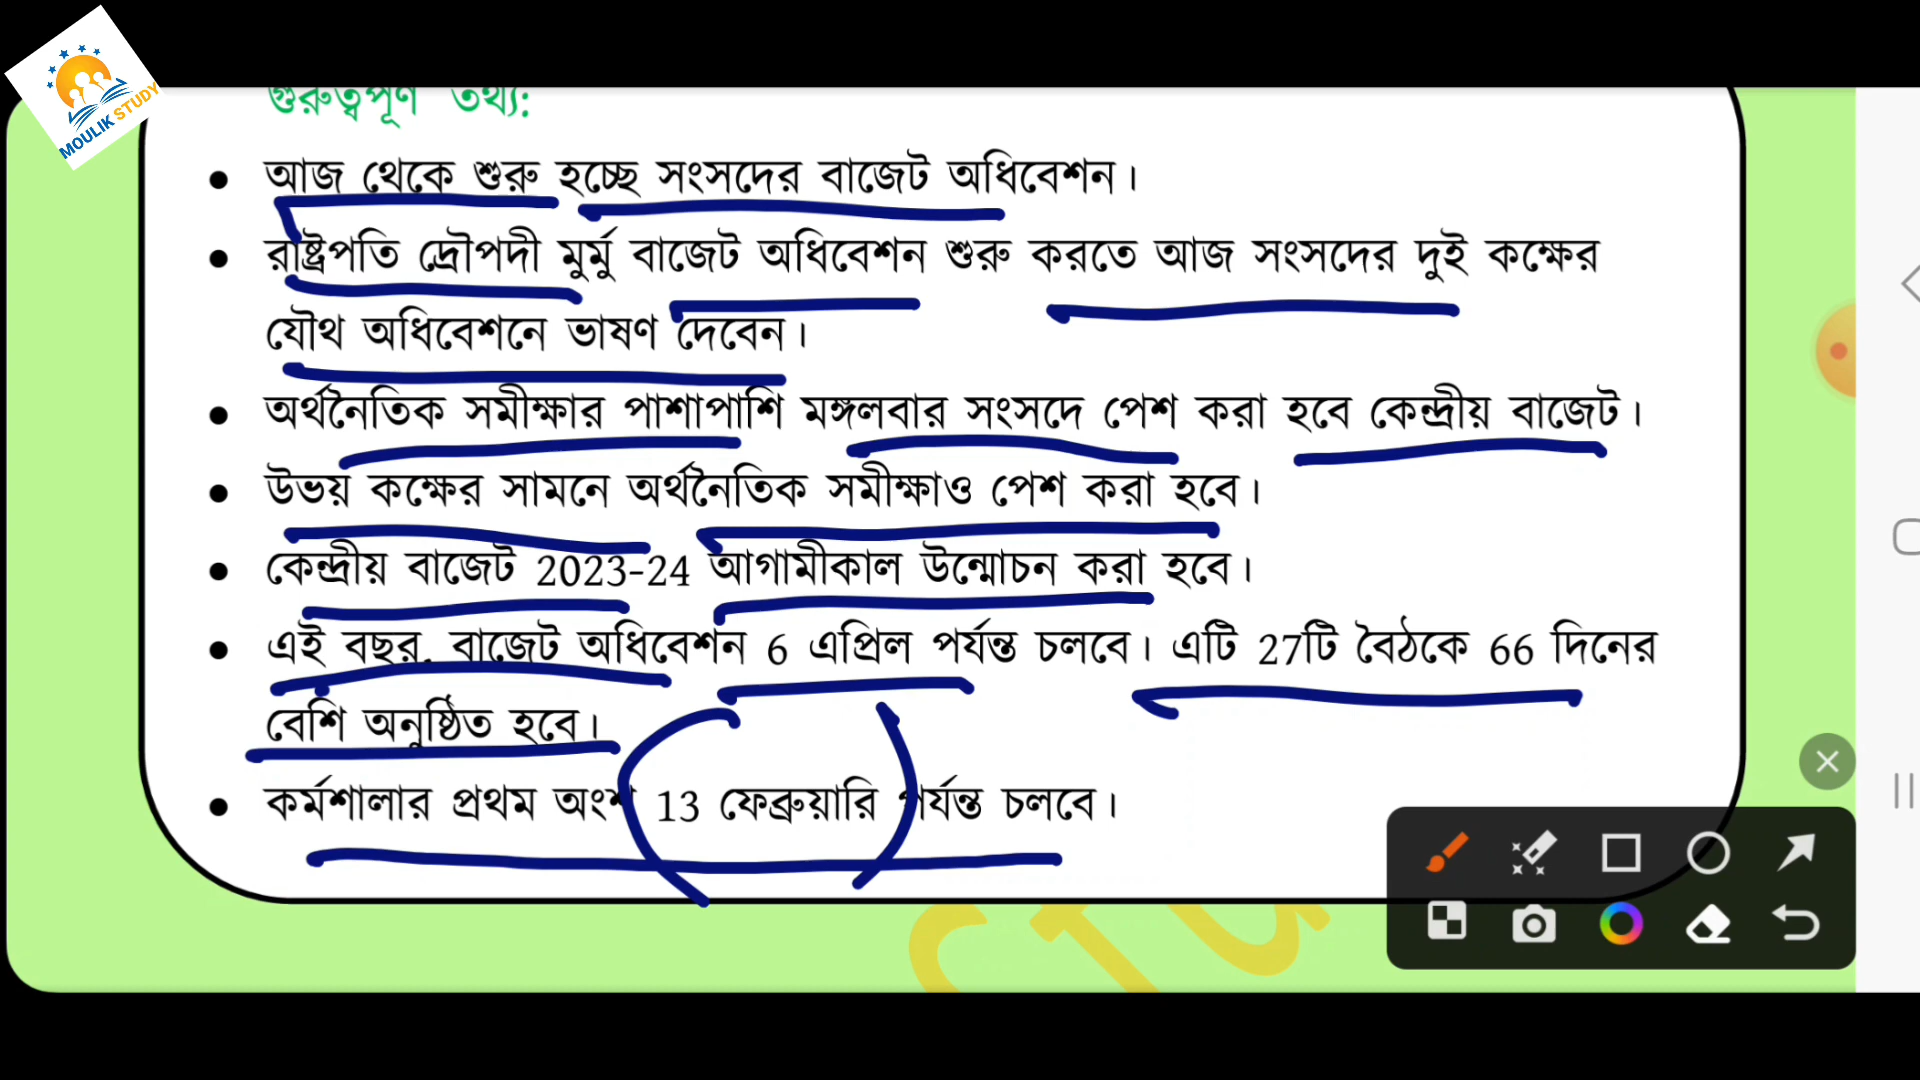 MOULIK STUDY
গুরুত্বপূর্ণ তথ্য:
আজ থেকে শুরু হচ্ছে সংসদের বাজেট অধিবেশন।
রাষ্ট্রপতি দ্রৌপদী মুর্মু বাজেট অধিবেশন শুরু করতে আজ সংসদের দুই কক্ষের
যৌথ অধিবেশনে ভাষণ দেবেন।
অর্থনৈতিক সমীক্ষার পাশাপাশি মঙ্গলবার সংসদে পেশ করা হবে কেন্দ্রীয় বাজেট।
উভয় কক্ষের সামনে অর্থনৈতিক সমীক্ষাও পেশ করা হবে।
কেন্দ্রীয় বাজেট 2023-24 আগামীকাল উন্মোচন করা হবে।
এই বছর, বাজেট অধিবেশন 6 এপ্রিল পর্যন্ত চলবে। এটি 27টি বৈঠকে 66 দিনের
বেশি অনুষ্ঠিত হবে।
কর্মশালার প্রথম অংশ 13 ফেব্রুয়ারি পর্যন্ত চলবে।